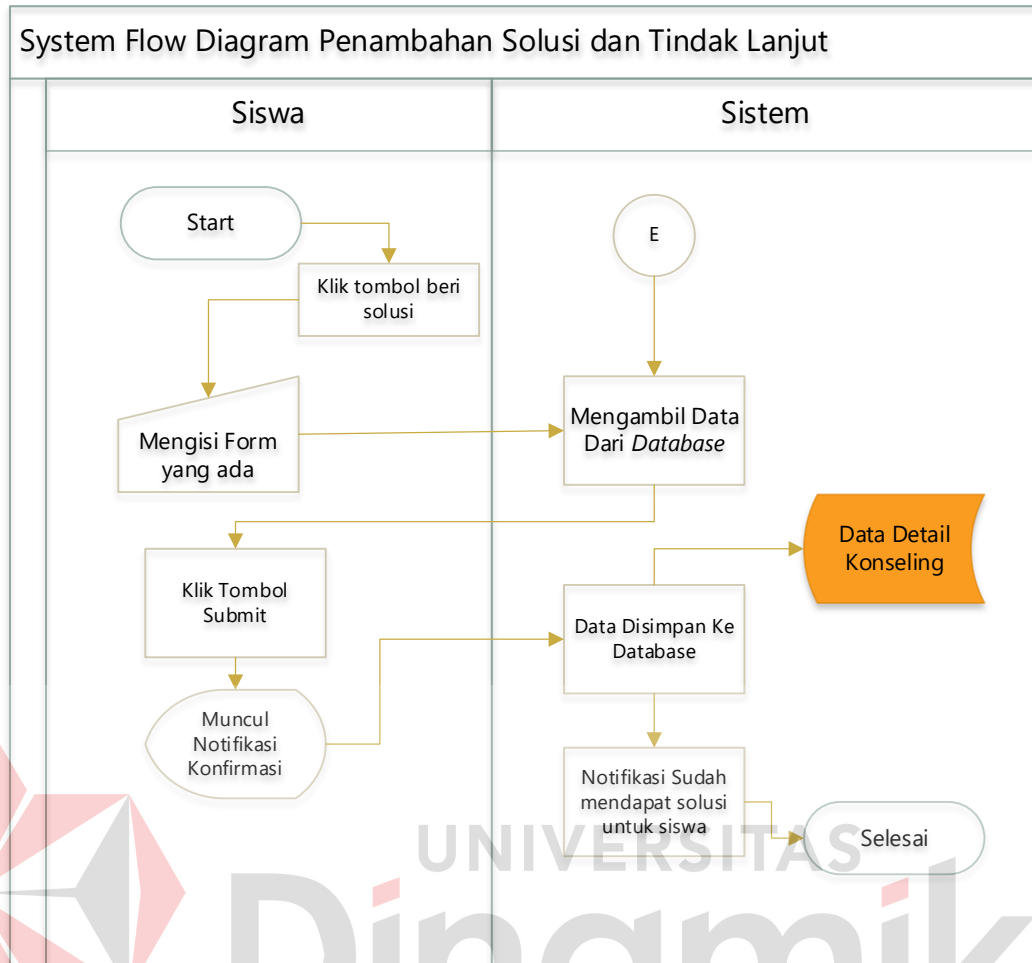 System Flow Diagram Penambahan Solusi dan Tindak Lanjut
Siswa
Sistem
Start
E
Klik tombol beri
solusi
Mengisi Form
yang ada
Mengambil Data
Dari Database
Data Detail
Konseling
Klik Tombol
Submit
Data Disimpan Ke
Database
Muncul
Notifikasi
Konfirmasi
Notifikasi Sudah
mendapat solusi
untuk siswa
Selesai
UNIVERSITAS
Dinamik